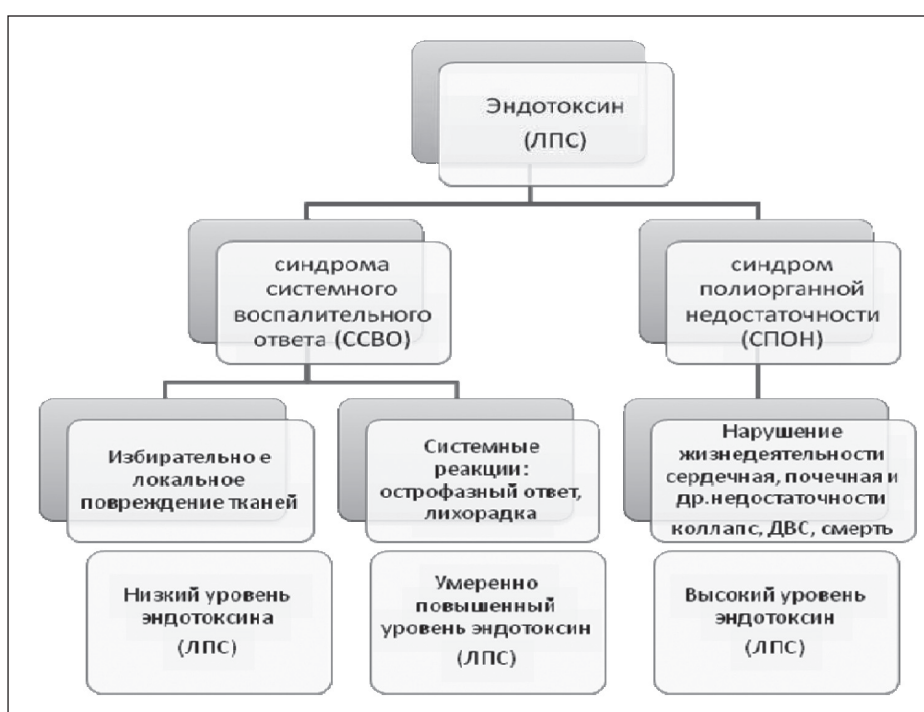 Эндотоксин
(ЛПС)
синдрома
системного
воспалительного
ответа (ССВО)
синдром
полиорганной
недостаточности
(СПОН)
Избирательно е
локальное
повреждение тканей
Системные
реакции:
острофазный ответ,
лихорадка
Нарушение
жизнедеятельности
сердечная, почечная и
др.недостаточности
коллапс, ДВС, смерть
Низкий уровень
эндотоксина
(ЛПС)
Умеренно
повышенный
уровень эндотоксин
(ЛПС)
Высокий уровень
эндотоксин
(ЛПС)